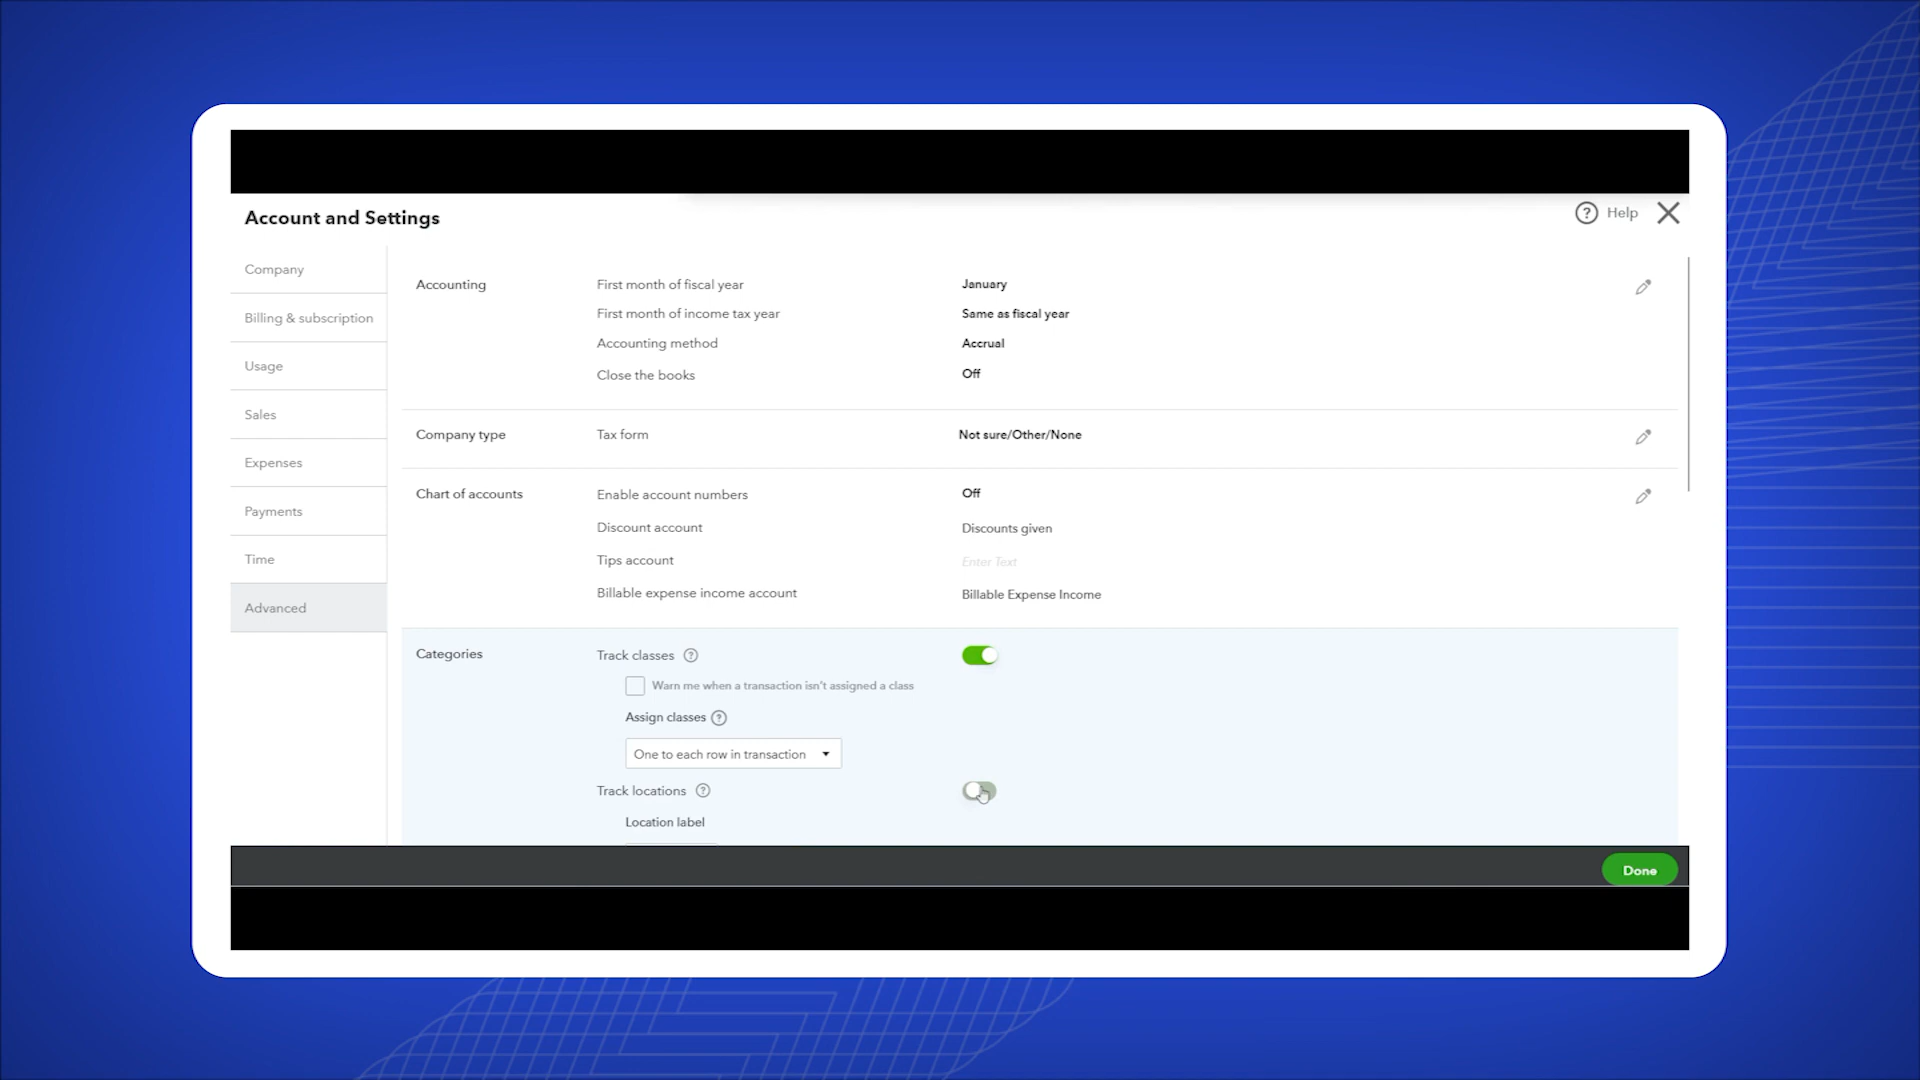 Account and Settings
? Help
Company
Billing & subscription
Usage
Sales
Expenses
Payments
Time
Advanced
Accounting
First month of fiscal year January
First month of income tax year Same as fiscal year
Accounting method Accrual
Close the books Off
Company type Tax form Not sure/Other/None
Chart of accounts Enable account numbers Off
Discount account Discounts given
Tips account Enter Text
Billable expense income account Billable Expense Income
Categories Track classes ?
Warn me when a transaction isn't assigned a class
Assign classes ?
One to each row in transaction
Track locations ?
Location label
Done